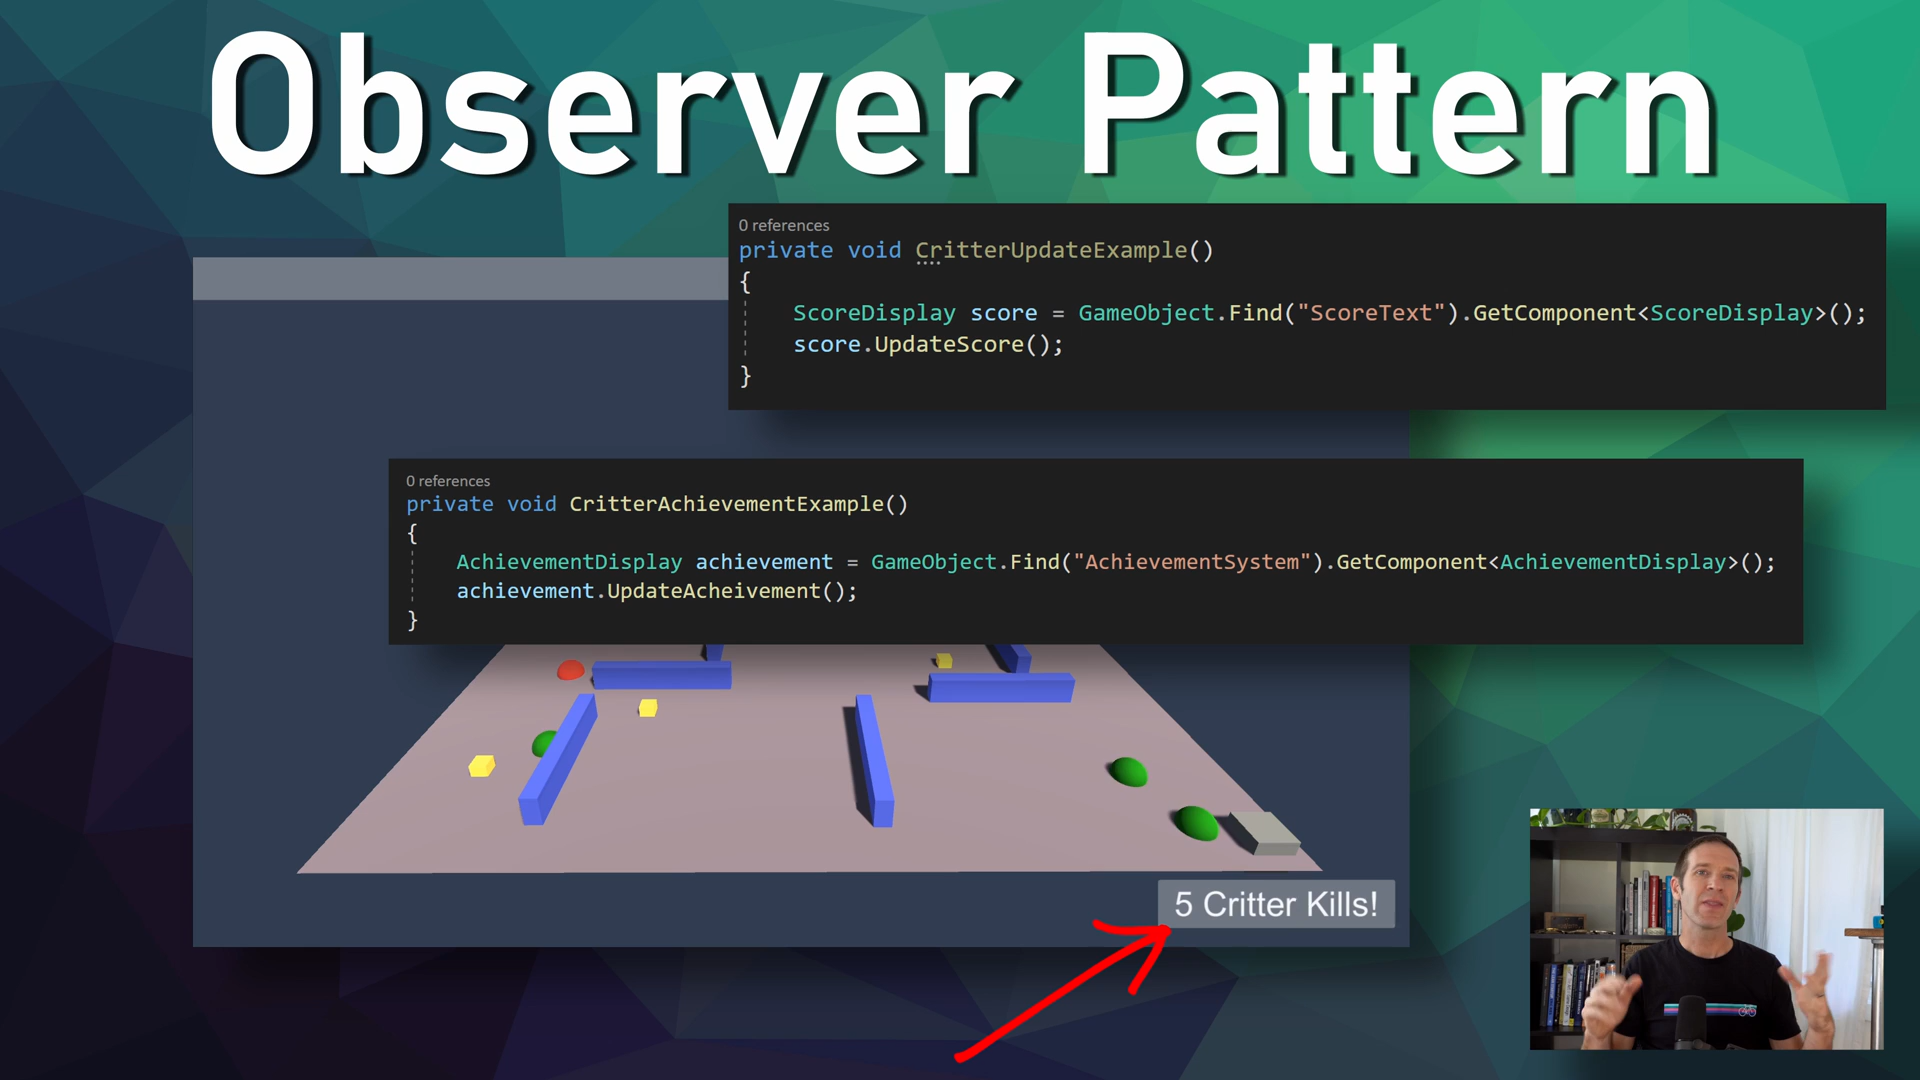 Observer Pattern
0 references
private void CritterUpdateExample()
{
ScoreDisplay score = GameObject.Find("ScoreText").GetComponent<ScoreDisplay>();
score.UpdateScore();
}
0 references
private void CritterAchievementExample()
{
AchievementDisplay achievement = GameObject.Find("AchievementSystem").GetComponent<AchievementDisplay>();
achievement.UpdateAcheivement();
}
5 Critter Kills!